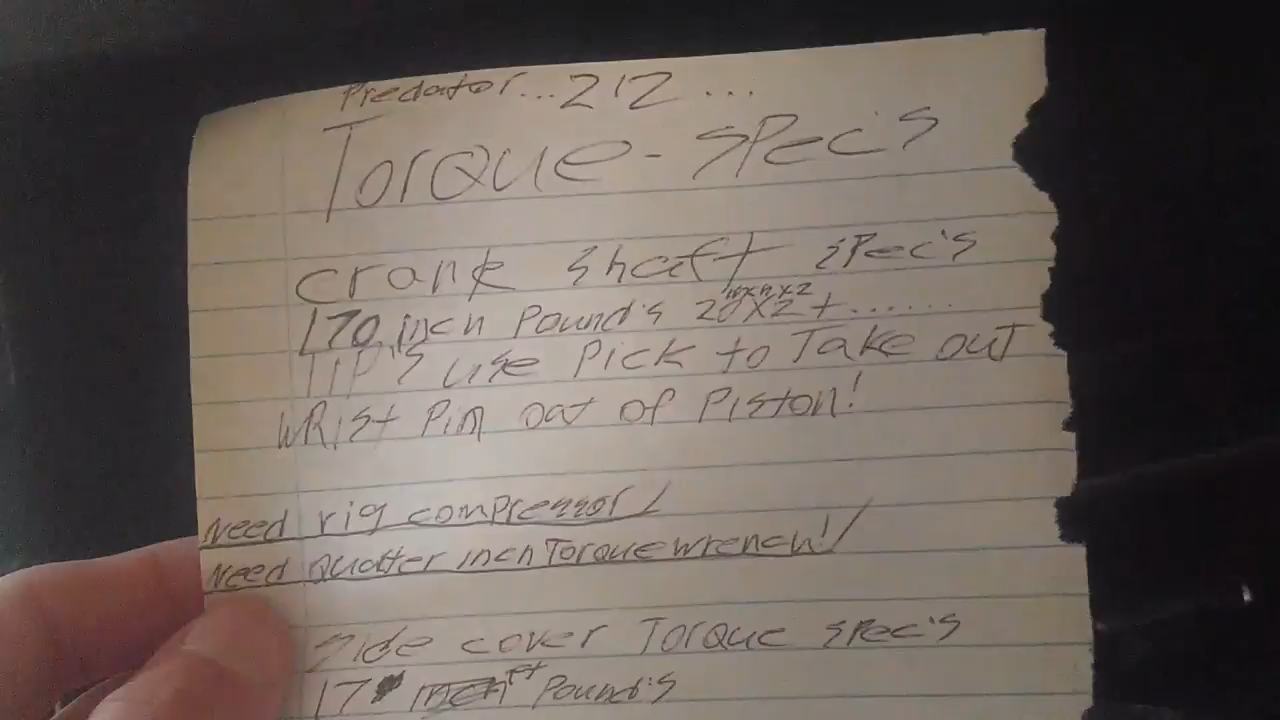 Predator...212...
Torque-sPec's
crank shaft sPec's
170 inch Pound's 20x2+......
TIP'S use Pick to Take out
WRist Pin out of Piston!
Need rig compressor!
Need Quatter inch Torque wrench!!
side cover Torque sPec's
17 ft Pound's